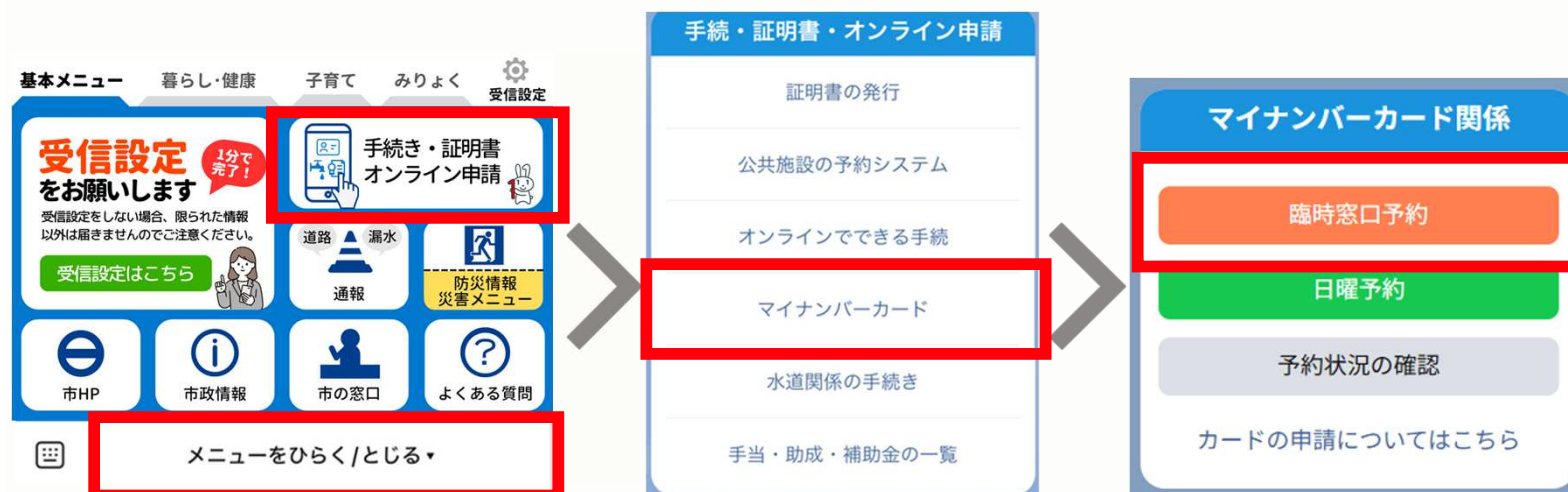 基本メニュー
暮らし・健康
子育て
みりょく
受信設定
受信設定
をお願いします
1分で
完了！
受信設定をしない場合、限られた情報
以外は届きませんのでご注意ください。
受信設定はこちら
手続き・証明書
オンライン申請
道路
漏水
通報
防災情報
災害メニュー
市HP
市政情報
市の窓口
よくある質問
メニューをひらく/とじる▼
手続・証明書・オンライン申請
証明書の発行
公共施設の予約システム
オンラインでできる手続
マイナンバーカード
水道関係の手続き
手当・助成・補助金の一覧
マイナンバーカード関係
臨時窓口予約
日曜予約
予約状況の確認
カードの申請についてはこちら